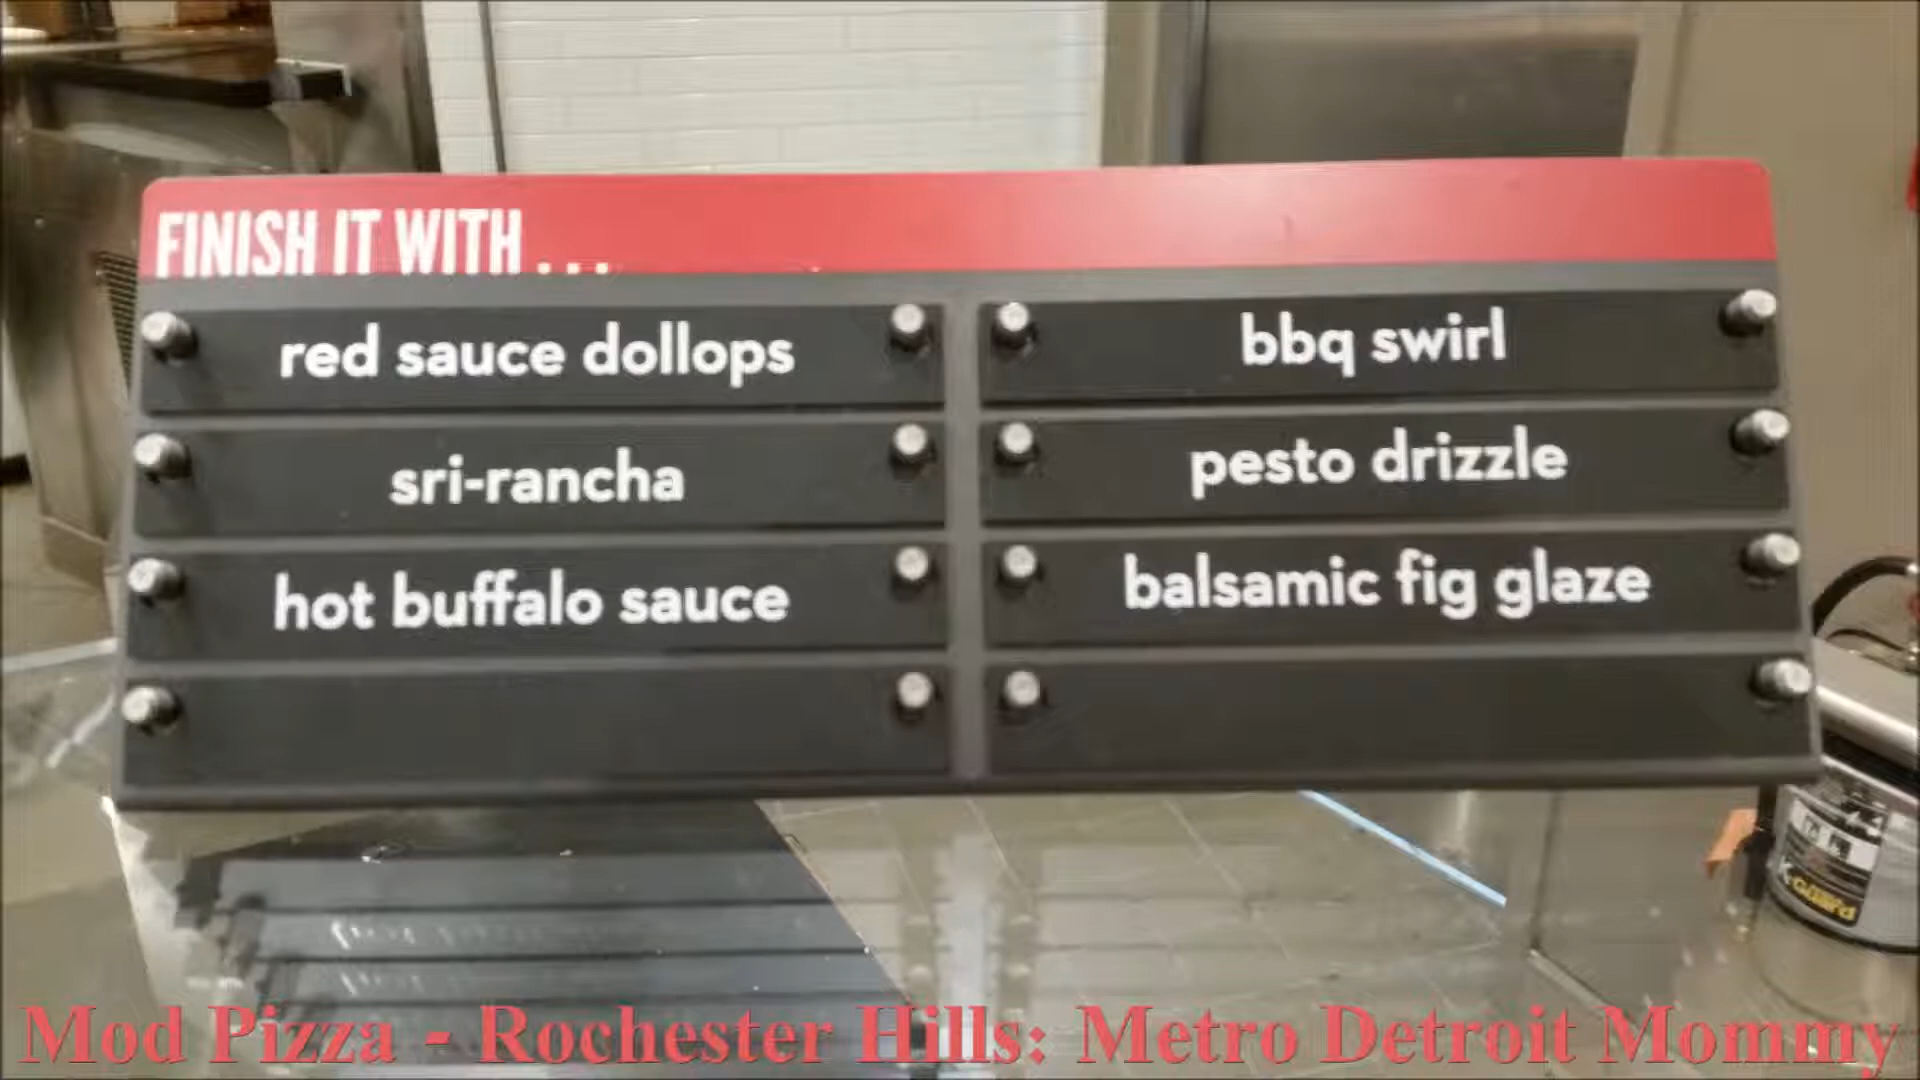 FINISH IT WITH . . .
red sauce dollops
bbq swirl
sri-rancha
pesto drizzle
hot buffalo sauce
balsamic fig glaze
Mod Pizza - Rochester Hills: Metro Detroit Mommy